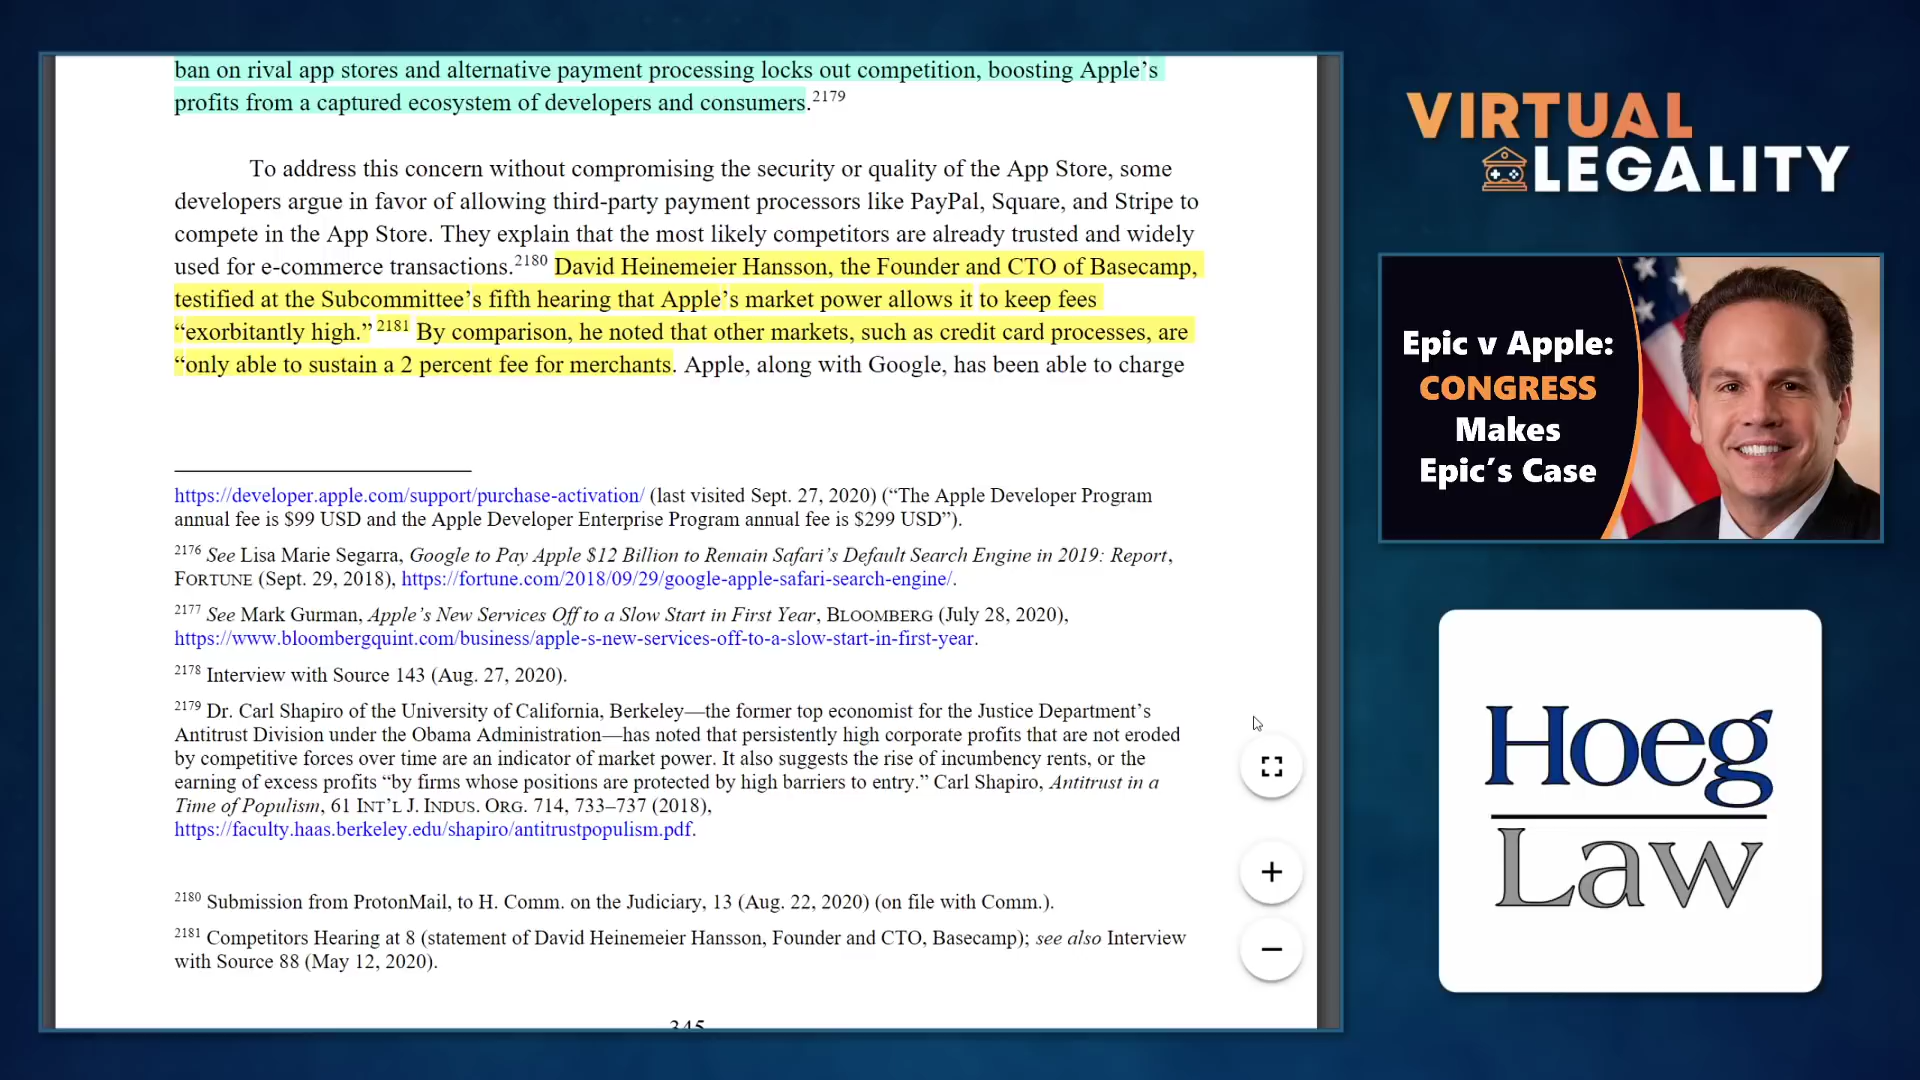 ban on rival app stores and alternative payment processing locks out competition, boosting Apple’s
profits from a captured ecosystem of developers and consumers.2179
To address this concern without compromising the security or quality of the App Store, some
developers argue in favor of allowing third-party payment processors like PayPal, Square, and Stripe to
compete in the App Store. They explain that the most likely competitors are already trusted and widely
used for e-commerce transactions.2180 David Heinemeier Hansson, the Founder and CTO of Basecamp,
testified at the Subcommittee’s fifth hearing that Apple’s market power allows it to keep fees
“exorbitantly high.” 2181 By comparison, he noted that other markets, such as credit card processes, are
“only able to sustain a 2 percent fee for merchants. Apple, along with Google, has been able to charge
https://developer.apple.com/support/purchase-activation/ (last visited Sept. 27, 2020) (“The Apple Developer Program
annual fee is $99 USD and the Apple Developer Enterprise Program annual fee is $299 USD”).
2176 See Lisa Marie Segarra, Google to Pay Apple $12 Billion to Remain Safari’s Default Search Engine in 2019: Report,
FORTUNE (Sept. 29, 2018), https://fortune.com/2018/09/29/google-apple-safari-search-engine/.
2177 See Mark Gurman, Apple’s New Services Off to a Slow Start in First Year, BLOOMBERG (July 28, 2020),
https://www.bloombergquint.com/business/apple-s-new-services-off-to-a-slow-start-in-first-year.
2178 Interview with Source 143 (Aug. 27, 2020).
2179 Dr. Carl Shapiro of the University of California, Berkeley—the former top economist for the Justice Department’s
Antitrust Division under the Obama Administration—has noted that persistently high corporate profits that are not eroded
by competitive forces over time are an indicator of market power. It also suggests the rise of incumbency rents, or the
earning of excess profits “by firms whose positions are protected by high barriers to entry.” Carl Shapiro, Antitrust in a
Time of Populism, 61 INT’L J. INDUS. ORG. 714, 733–737 (2018),
https://faculty.haas.berkeley.edu/shapiro/antitrustpopulism.pdf.
2180 Submission from ProtonMail, to H. Comm. on the Judiciary, 13 (Aug. 22, 2020) (on file with Comm.).
2181 Competitors Hearing at 8 (statement of David Heinemeier Hansson, Founder and CTO, Basecamp); see also Interview
with Source 88 (May 12, 2020).
345
VIRTUAL
LEGALITY
Epic v Apple:
CONGRESS
Makes
Epic’s Case
Hoeg
Law